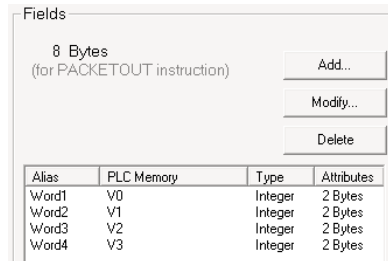 Fields
8 Bytes
(for PACKETOUT instruction)
Add...
Modify...
Delete
Alias PLC Memory Type Attributes
Word1 V0 Integer 2 Bytes
Word2 V1 Integer 2 Bytes
Word3 V2 Integer 2 Bytes
Word4 V3 Integer 2 Bytes